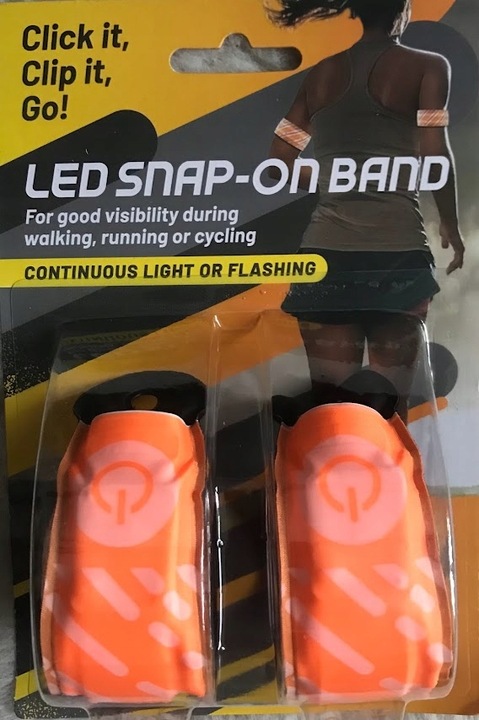 Click it,
Clip it,
Go!
LED SNAP-ON BAND
For good visibility during
walking, running or cycling
CONTINUOUS LIGHT OR FLASHING